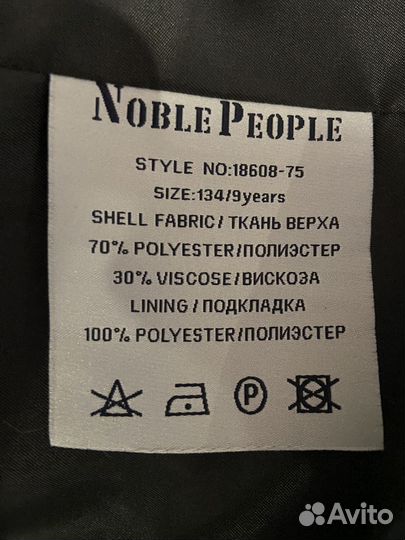 NOBLE PEOPLE
STYLE NO:18608-75
SIZE:134/9years
SHELL FABRIC/ ТКАНЬ ВЕРХА
70% POLYESTER/ПОЛИЭСТЕР
30% VISCOSE/ВИСКОЗА
LINING / ПОДКЛАДКА
100% POLYESTER/ПОЛИЭСТЕР
P
Avito